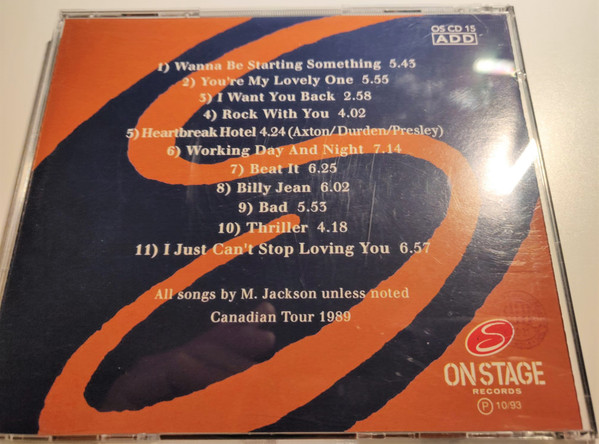 OS CD 15
ADD
1) Wanna Be Starting Something 5.43
2) You're My Lovely One 5.55
3) I Want You Back 2.58
4) Rock With You 4.02
5) Heartbreak Hotel 4.24 (Axton/Durden/Presley)
6) Working Day And Night 7.14
7) Beat It 6.25
8) Billy Jean 6.02
9) Bad 5.53
10) Thriller 4.18
11) I Just Can't Stop Loving You 6.57
All songs by M. Jackson unless noted
Canadian Tour 1989
S
ON STAGE
RECORDS
℗ 10/93